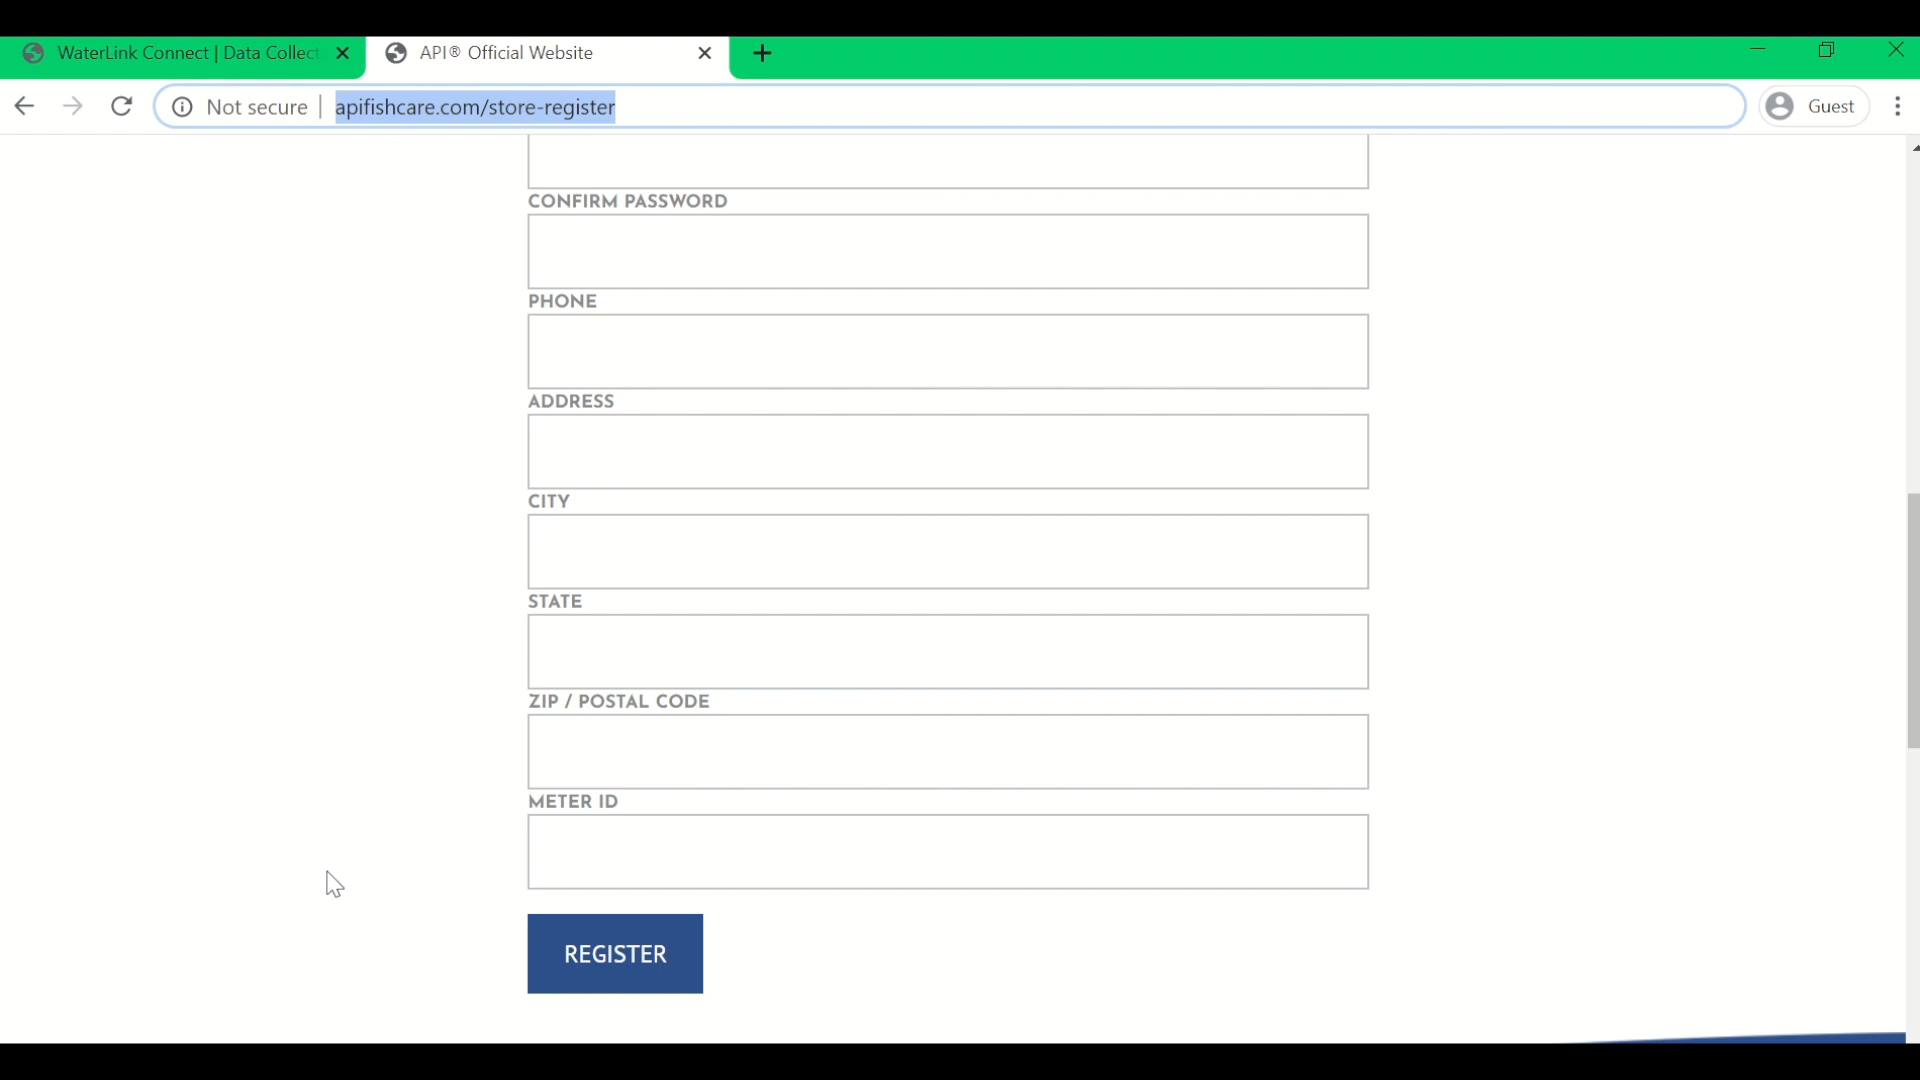 WaterLink Connect | Data Collect
API® Official Website
Not secure
apifishcare.com/store-register
Guest
CONFIRM PASSWORD
PHONE
ADDRESS
CITY
STATE
ZIP / POSTAL CODE
METER ID
REGISTER